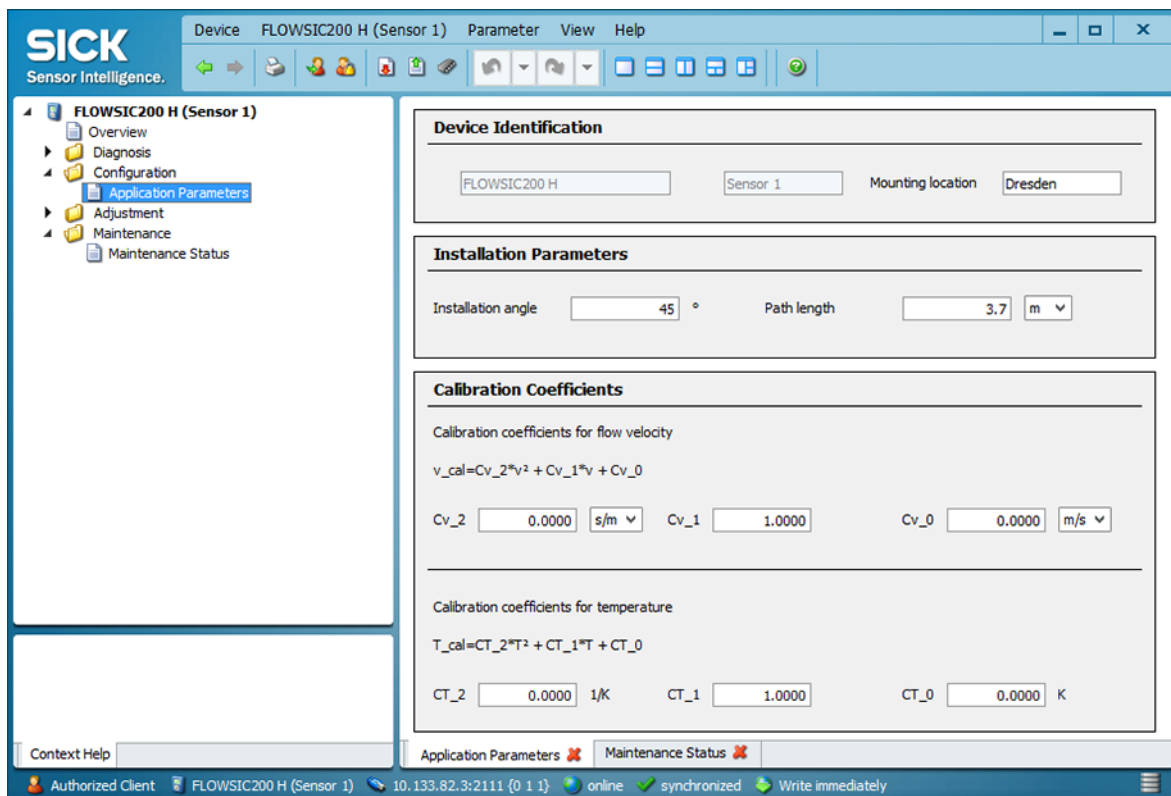 SICK
Sensor Intelligence.
Device FLOWSIC200 H (Sensor 1) Parameter View Help
FLOWSIC200 H (Sensor 1)
Overview
Diagnosis
Configuration
Application Parameters
Adjustment
Maintenance
Maintenance Status
Context Help
Device Identification
FLOWSIC200 H Sensor 1 Mounting location Dresden
Installation Parameters
Installation angle 45 ° Path length 3.7 m
Calibration Coefficients
Calibration coefficients for flow velocity
v_cal=Cv_2*v² + Cv_1*v + Cv_0
Cv_2 0.0000 s/m Cv_1 1.0000 Cv_0 0.0000 m/s
Calibration coefficients for temperature
T_cal=CT_2*T² + CT_1*T + CT_0
CT_2 0.0000 1/K CT_1 1.0000 CT_0 0.0000 K
Application Parameters Maintenance Status
Authorized Client FLOWSIC200 H (Sensor 1) 10.133.82.3:2111 {0 1 1} online synchronized Write immediately